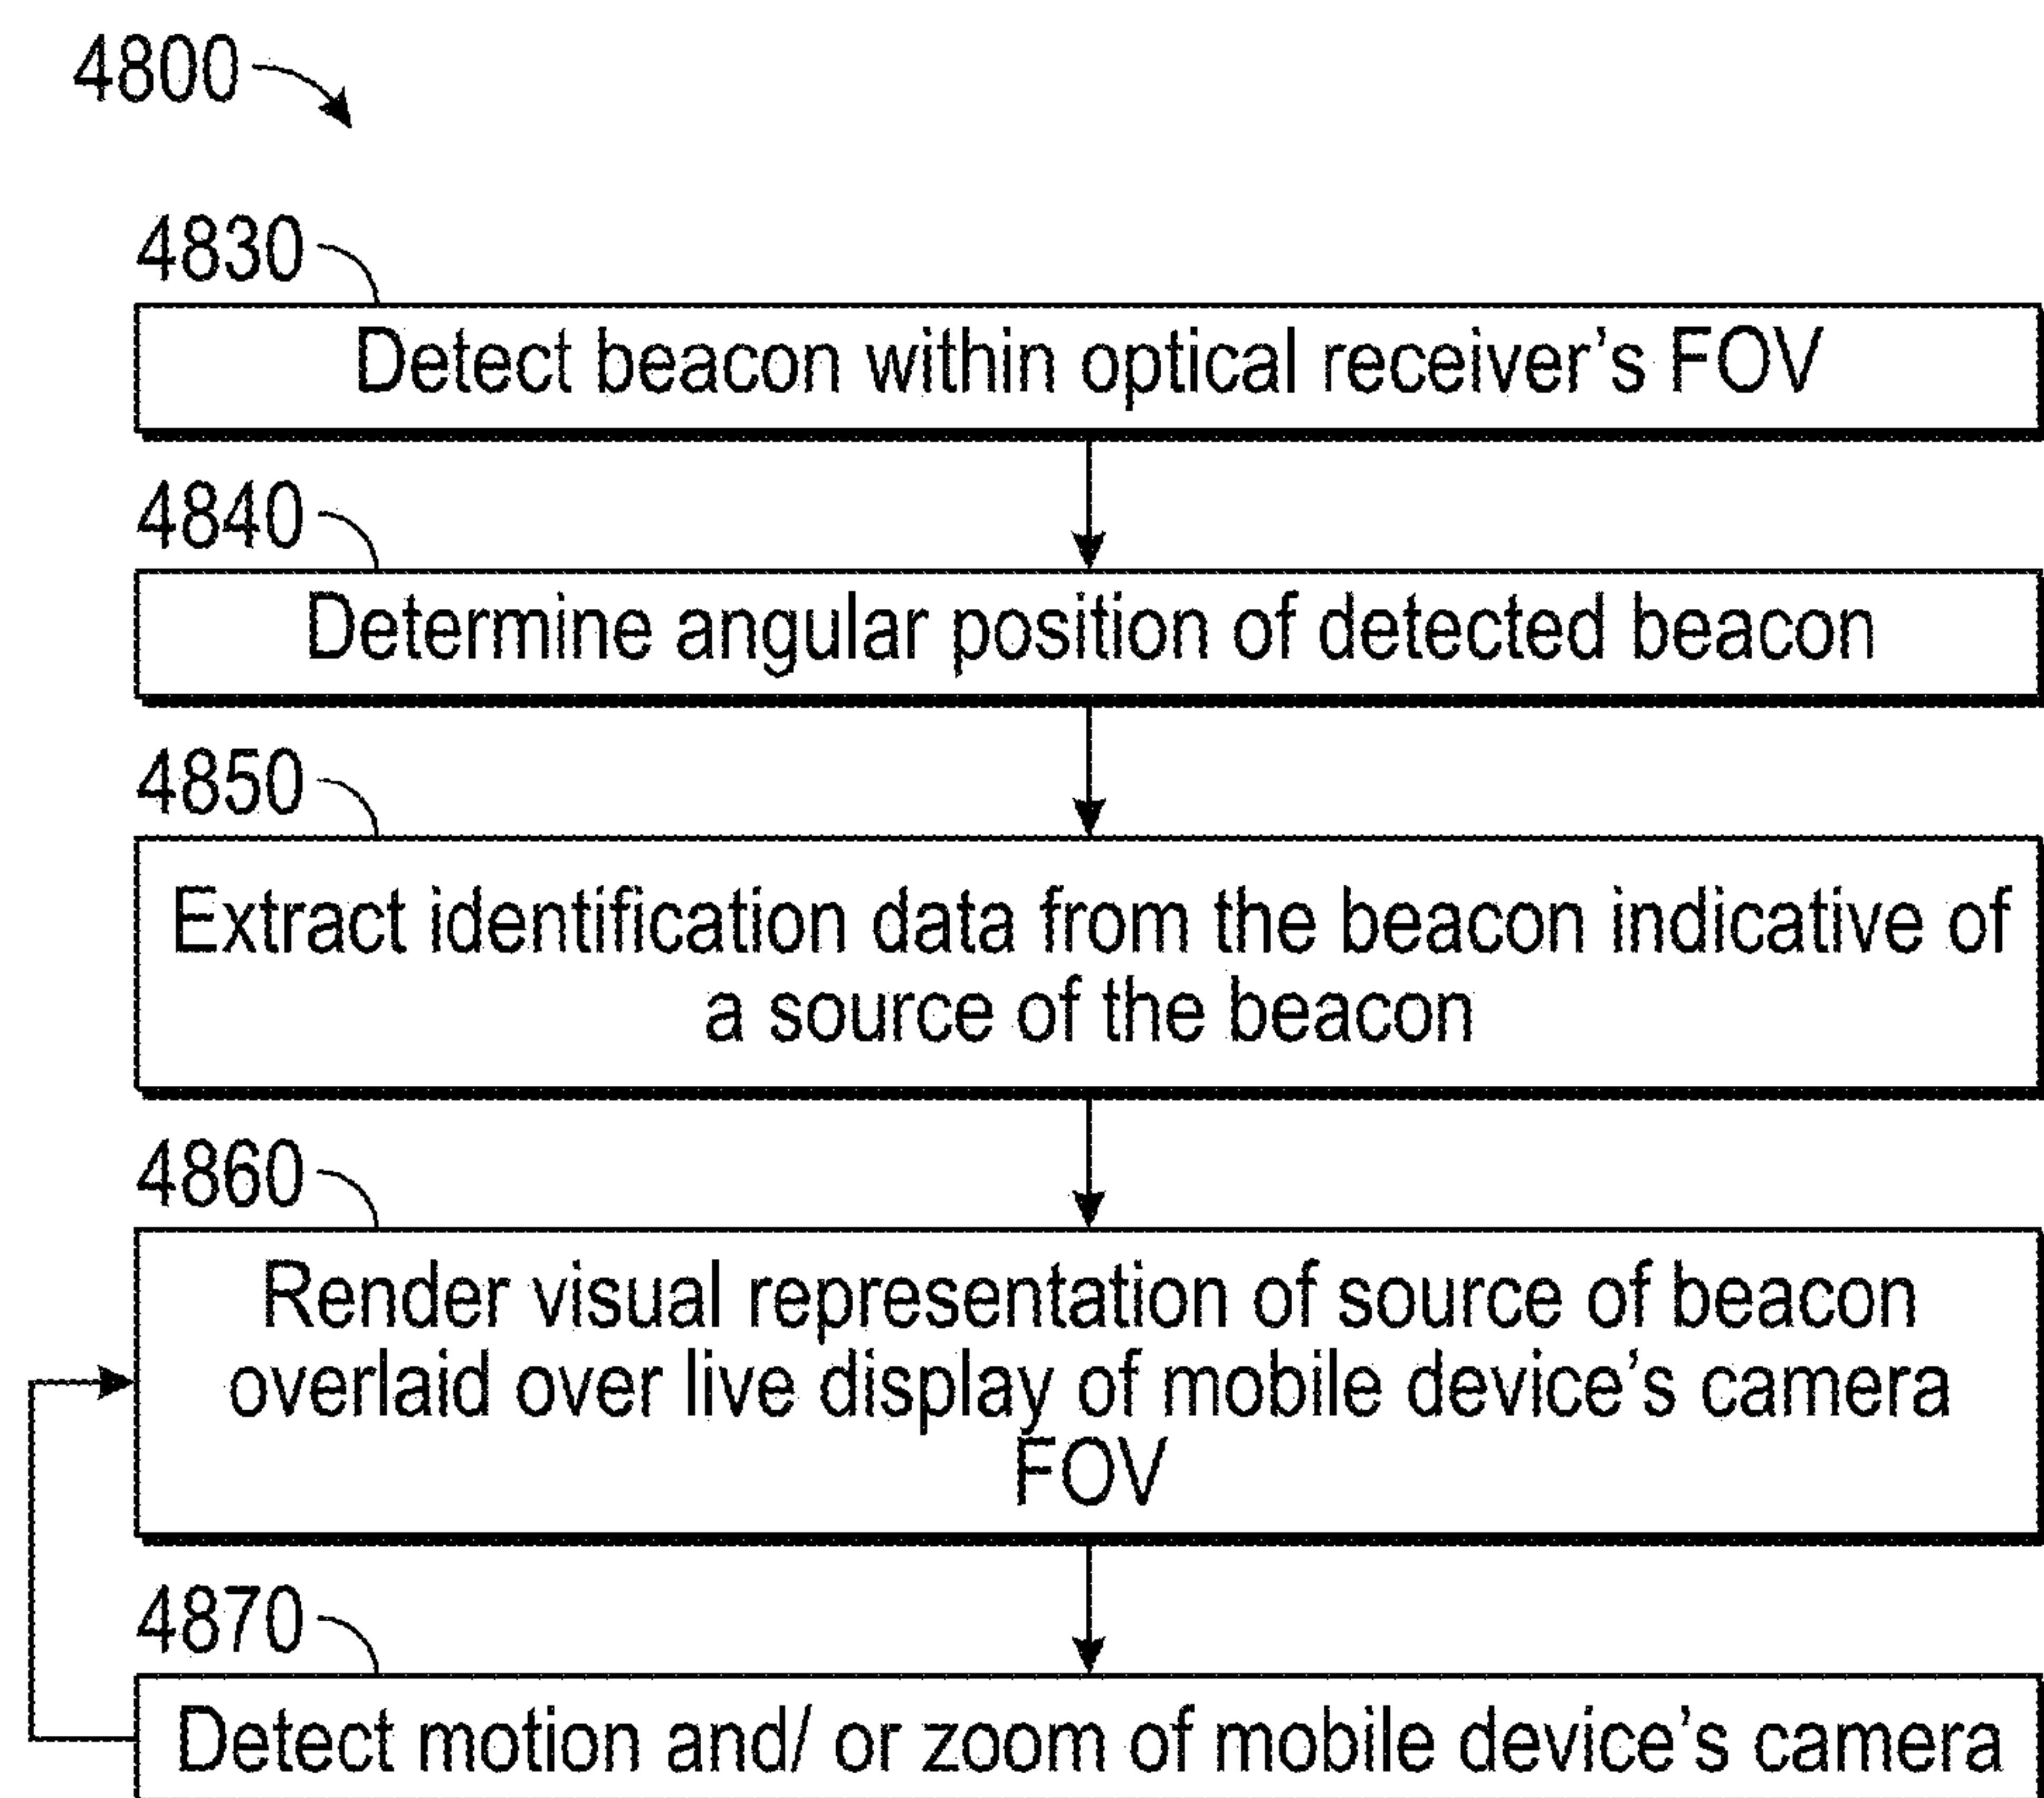 4800
4830
Detect beacon within optical receiver's FOV
4840
Determine angular position of detected beacon
4850
Extract identification data from the beacon indicative of
a source of the beacon
4860
Render visual representation of source of beacon
overlaid over live display of mobile device's camera
FOV
4870
Detect motion and/ or zoom of mobile device's camera